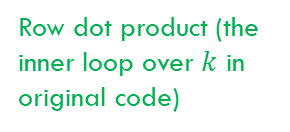 Row dot product (the
inner loop over k in
original code)